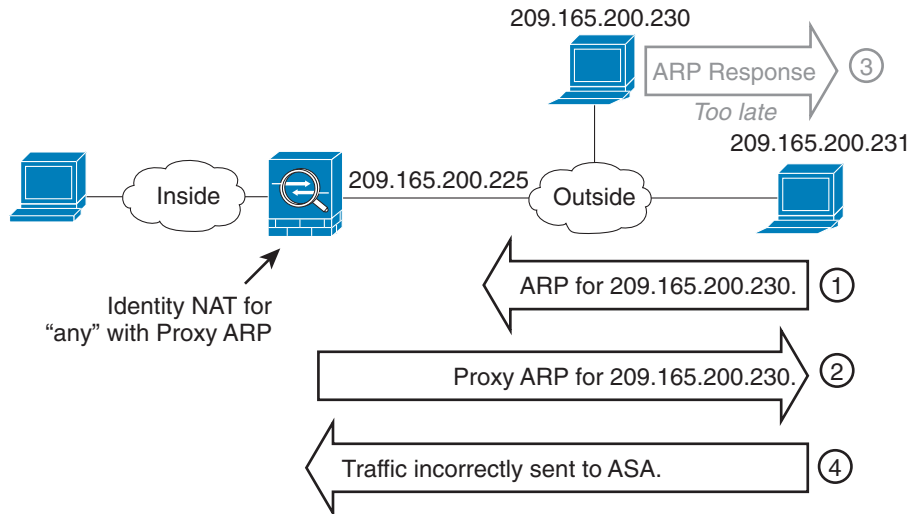 209.165.200.230
ARP Response
3
Too late
209.165.200.231
Inside
209.165.200.225
Outside
Identity NAT for
“any” with Proxy ARP
ARP for 209.165.200.230.
1
Proxy ARP for 209.165.200.230.
2
Traffic incorrectly sent to ASA.
4